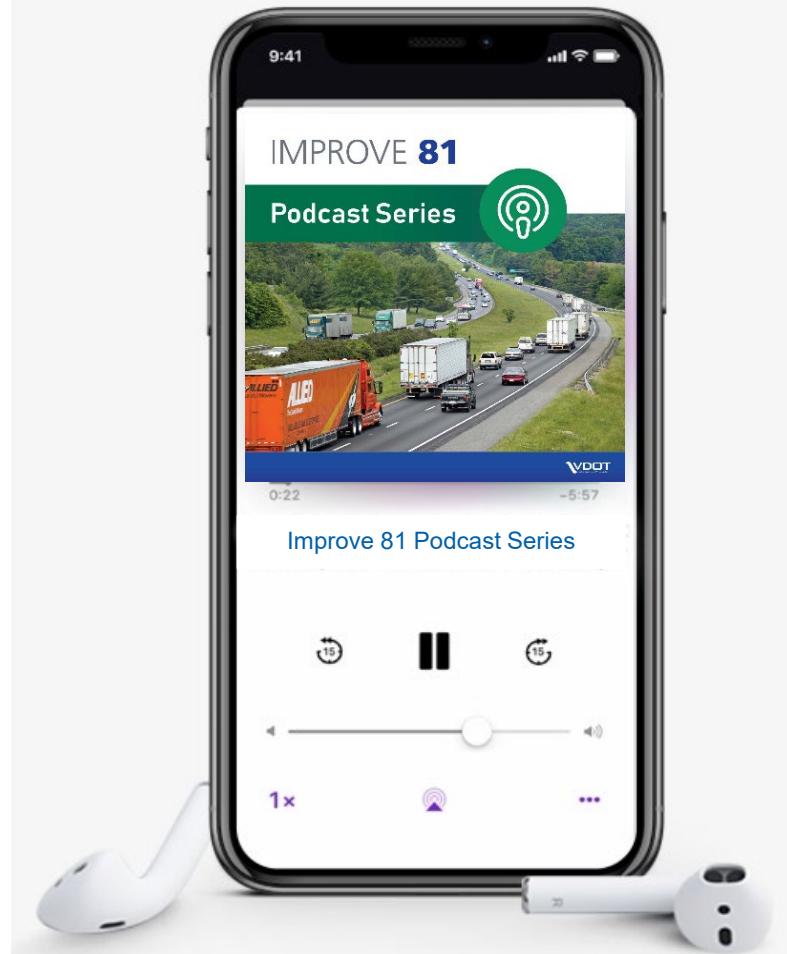 9:41
IMPROVE 81
Podcast Series
ALLIED
ALLIED
VDOT
0:22
-5:57
Improve 81 Podcast Series
15
15
1×
R